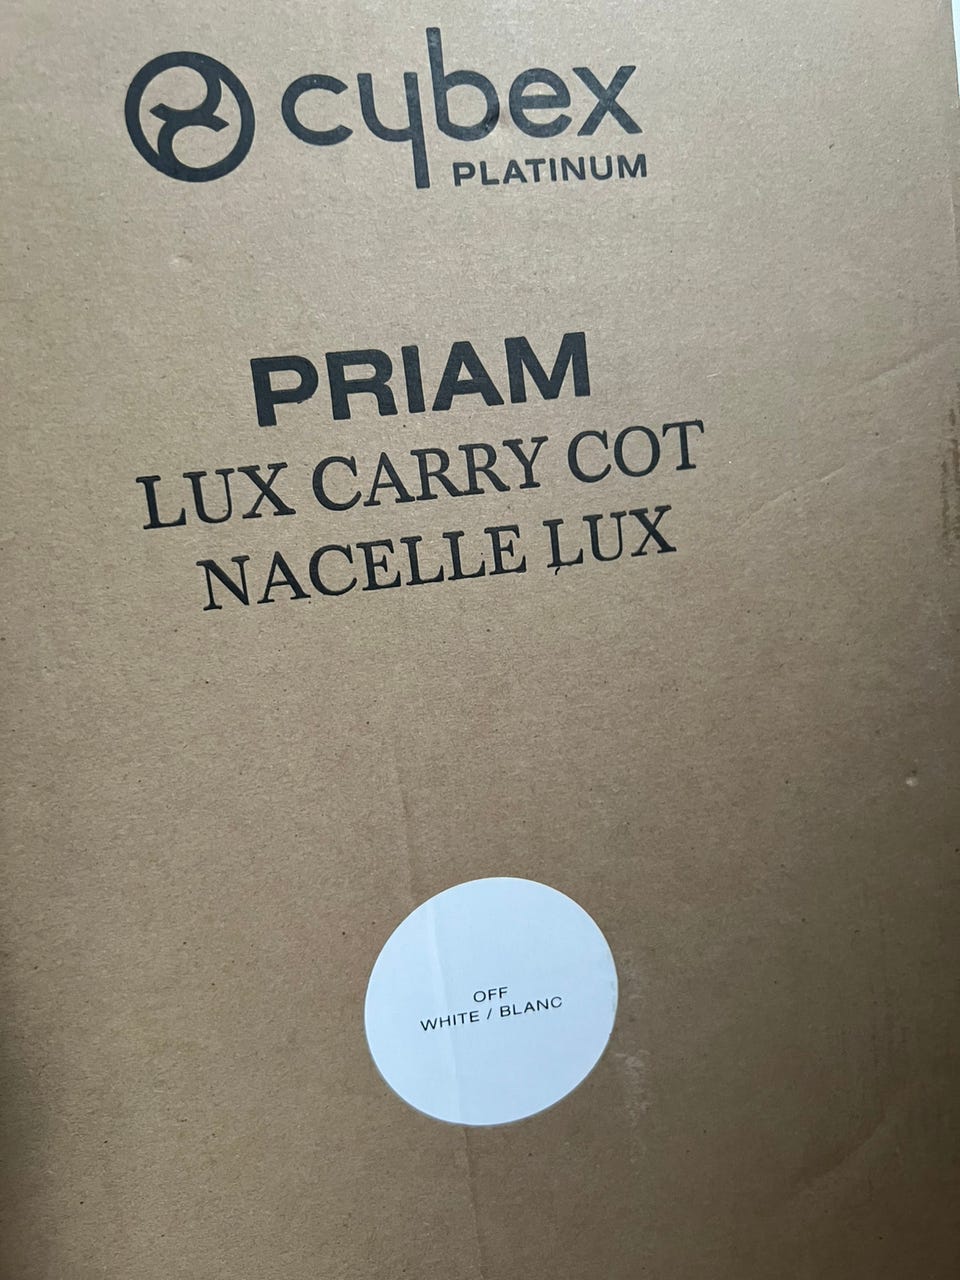 cybex
PLATINUM
PRIAM
LUX CARRY COT
NACELLE LUX
OFF
WHITE / BLANC